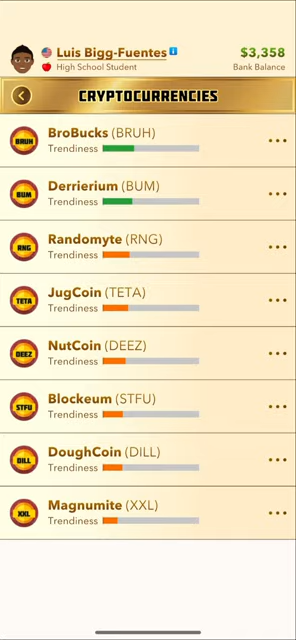 Luis Bigg-Fuentes i
$3,358
High School Student
Bank Balance
CRYPTOCURRENCIES
BRUH
BroBucks (BRUH)
Trendiness
BUM
Derrierium (BUM)
Trendiness
RNG
Randomyte (RNG)
Trendiness
TETA
JugCoin (TETA)
Trendiness
DEEZ
NutCoin (DEEZ)
Trendiness
STFU
Blockeum (STFU)
Trendiness
DILL
DoughCoin (DILL)
Trendiness
XXL
Magnumite (XXL)
Trendiness